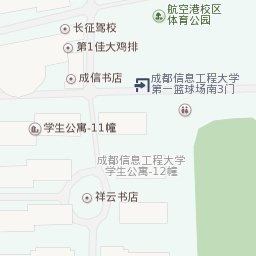 航空港校区
体育公园
长征驾校
第1佳大鸡排
成信书店
成都信息工程大学
第一篮球场南3门
学生公寓-11幢
成都信息工程大学
学生公寓-12幢
祥云书店